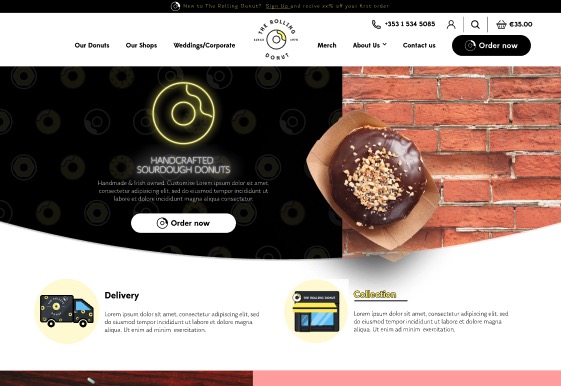 New to The Rolling Donut? Sign Up and recive 20% off your first order
+353 1 534 5085
€35.00
Our Donuts
Our Shops
Weddings/Corporate
THE ROLLING
DONUT
Merch
About Us
Contact us
Order now
HANDCRAFTED
SOURDOUGH DONUTS
Handmade & Irish owned. Customize Lorem ipsum dolor sit amet,
consectetur adipiscing elit, sed do eiusmod tempor incididunt ut
labore et dolore incididunt magna aliqua consectetur.
Order now
Delivery
Lorem ipsum dolor sit amet, consectetur adipiscing elit, sed
do eiusmod tempor incididunt ut labore et dolore magna
aliqua. Ut enim exercitation.
THE ROLLING DONUT
Collection
Lorem ipsum dolor sit amet, consectetur adipiscing elit, sed
do eiusmod tempor incididunt ut labore et dolore magna
aliqua. Ut enim exercitation.